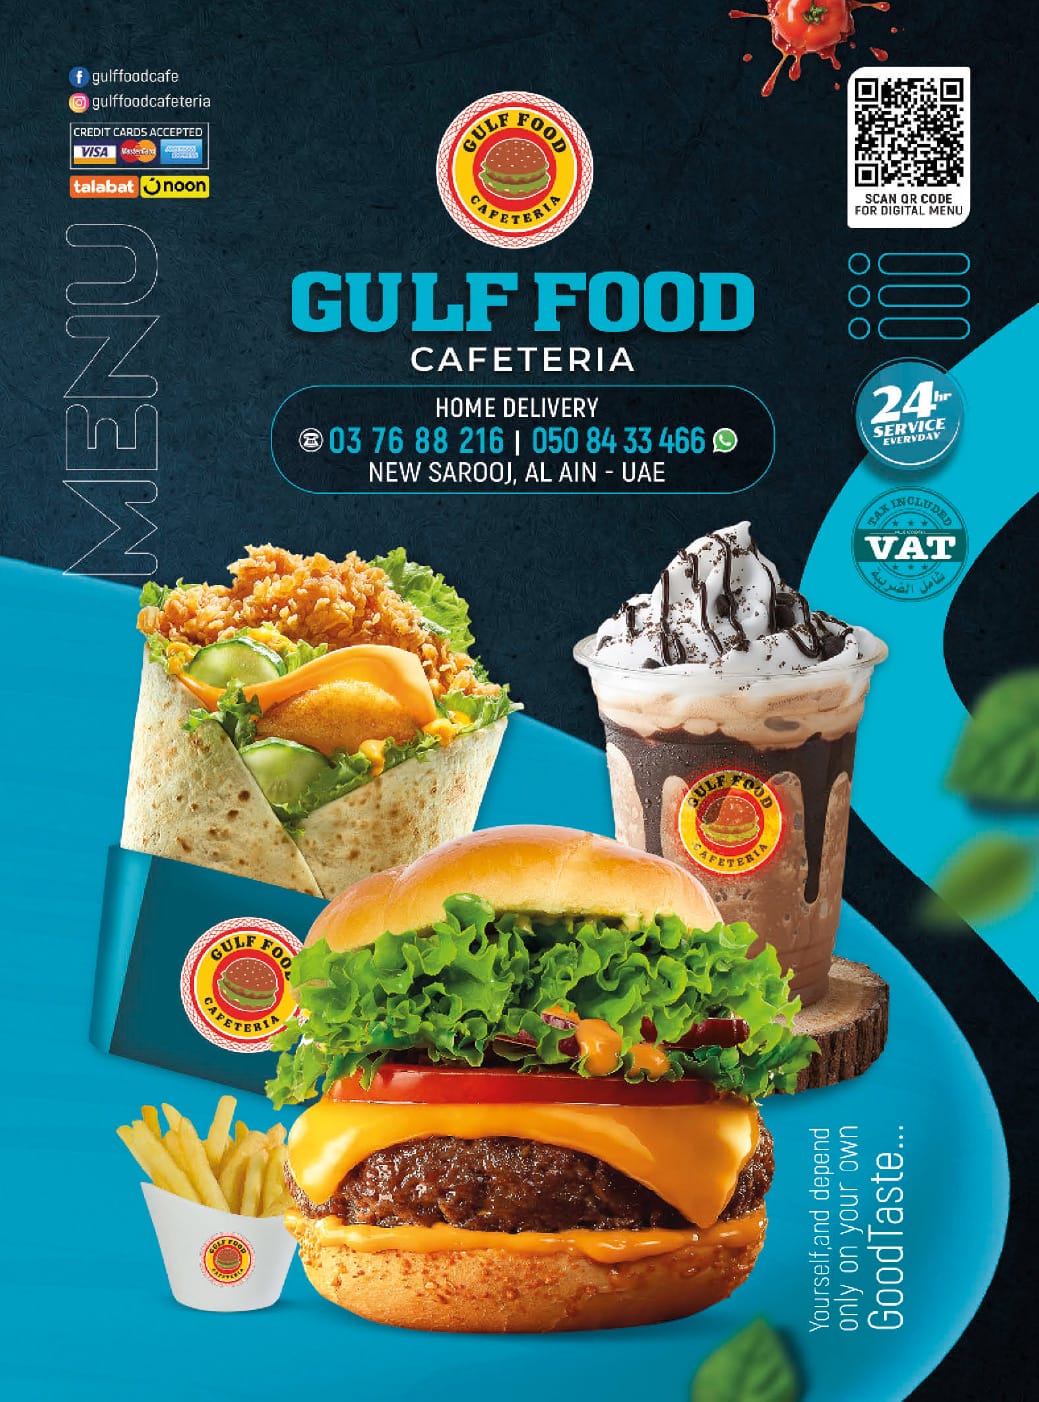 gulffoodcafe
gulffoodcafeteria
CREDIT CARDS ACCEPTED
VISA MasterCard AMERICAN EXPRESS
talabat noon
MENU
GULF FOOD
CAFETERIA
SCAN QR CODE
FOR DIGITAL MENU
GULF FOOD
CAFETERIA
HOME DELIVERY
03 76 88 216 | 050 84 33 466
NEW SAROOJ, AL AIN - UAE
24hr
SERVICE
EVERYDAY
TAX INCLUDED
VAT
شامل الضريبة
GULF FOOD
CAFETERIA
GULF FOOD
CAFETERIA
GULF FOOD
CAFETERIA
Yourself,and depend
only on your own
GoodTaste...